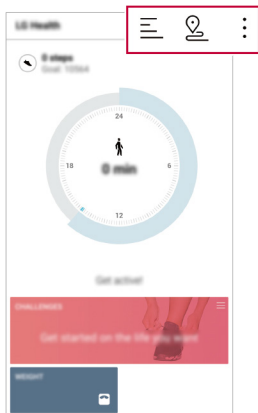 LG Health
0 steps
Goal: 10364
24
18
6
0 min
12
Get active!
CHALLENGES
Get started on the life you want
WEIGHT